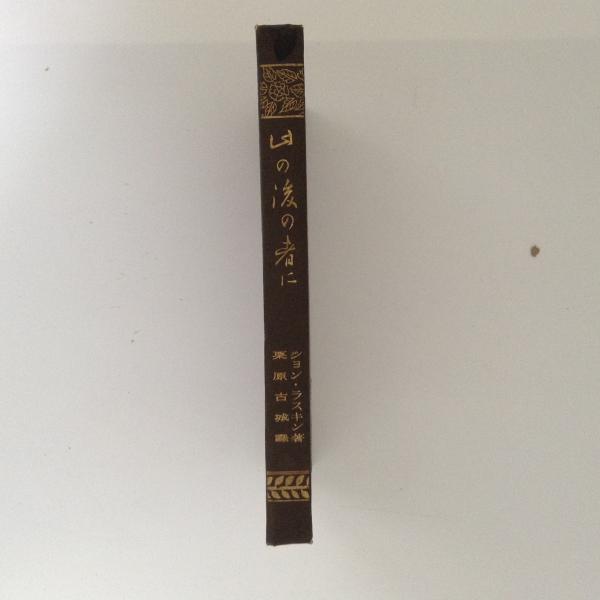 此の後の者に
ジョン・ラスキン著
栗原古城譯